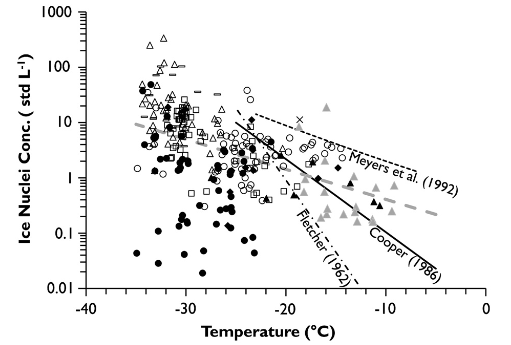 Ice Nuclei Conc. ( std L-1)
1000
100
10
1
0.1
0.01
Meyers et al. (1992)
Fletcher (1962)
Cooper (1986)
-40
-30
-20
-10
0
Temperature (°C)